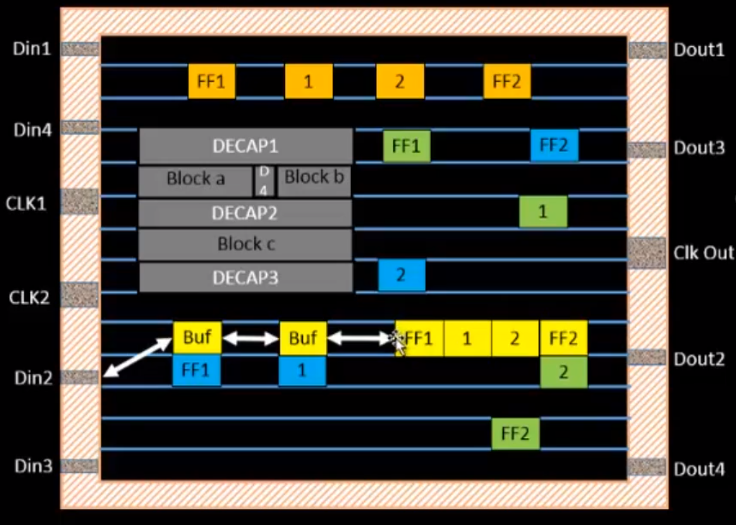 Din1
Dout1
FF1 1 2 FF2
Din4
DECAP1
FF1 FF2
Dout3
Block a D4 Block b
CLK1
DECAP2
1
Block c
Clk Out
DECAP3
2
CLK2
Buf Buf FF1 1 2 FF2
Dout2
Din2
FF1 1 2
FF2
Din3
Dout4